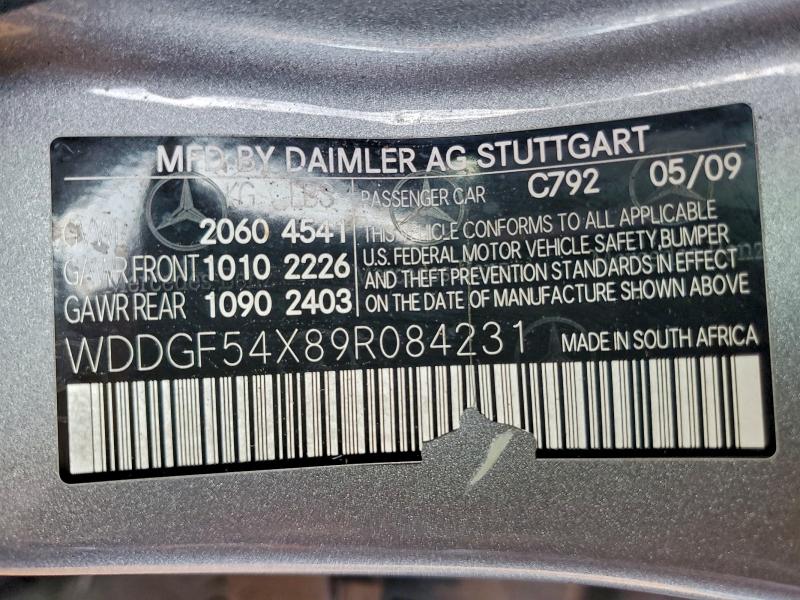 MFD. BY DAIMLER AG STUTTGART
KG LBS PASSENGER CAR C792 05/09
2060 4541 THIS VEHICLE CONFORMS TO ALL APPLICABLE
GAWR FRONT 1010 2226 U.S. FEDERAL MOTOR VEHICLE SAFETY, BUMPER
AND THEFT PREVENTION STANDARDS IN EFFECT
GAWR REAR 1090 2403 ON THE DATE OF MANUFACTURE SHOWN ABOVE
WDDGF54X89R084231 MADE IN SOUTH AFRICA